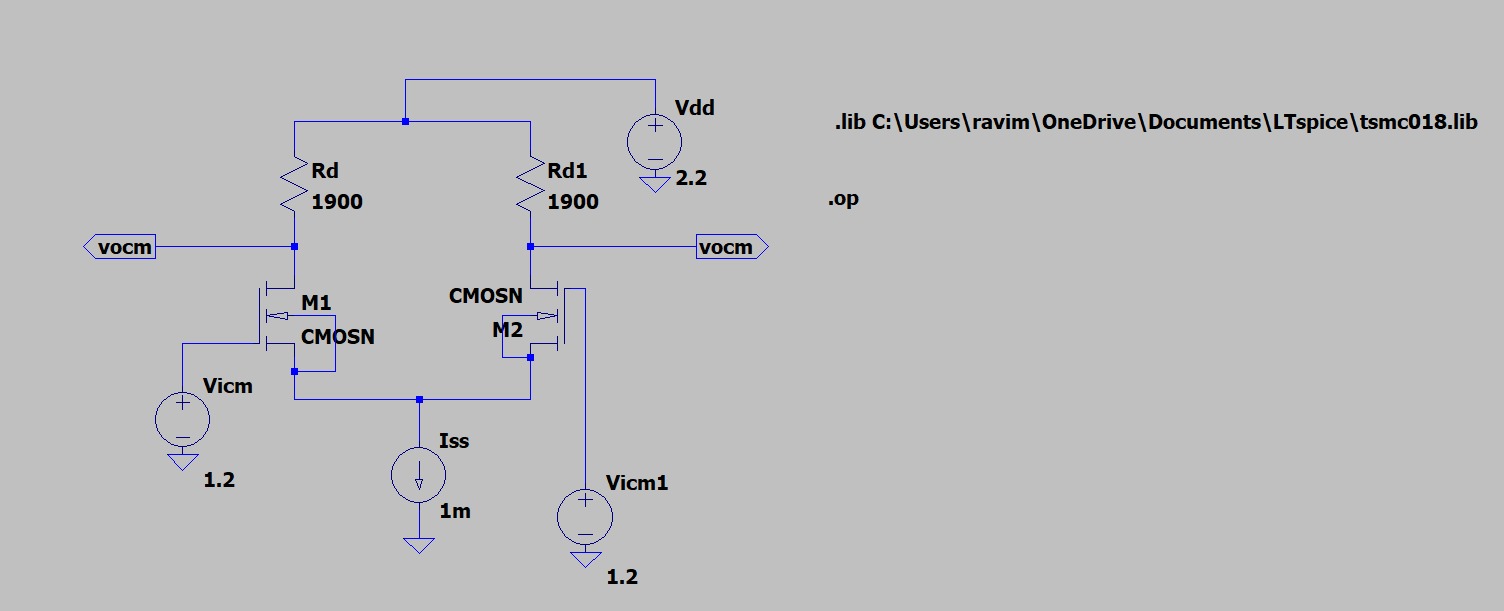 Vdd
2.2
.lib C:\Users\ravim\OneDrive\Documents\LTspice\tsmc018.lib
.op
Rd
1900
Rd1
1900
vocm
vocm
M1
CMOSN
CMOSN
M2
Vicm
1.2
Iss
1m
Vicm1
1.2